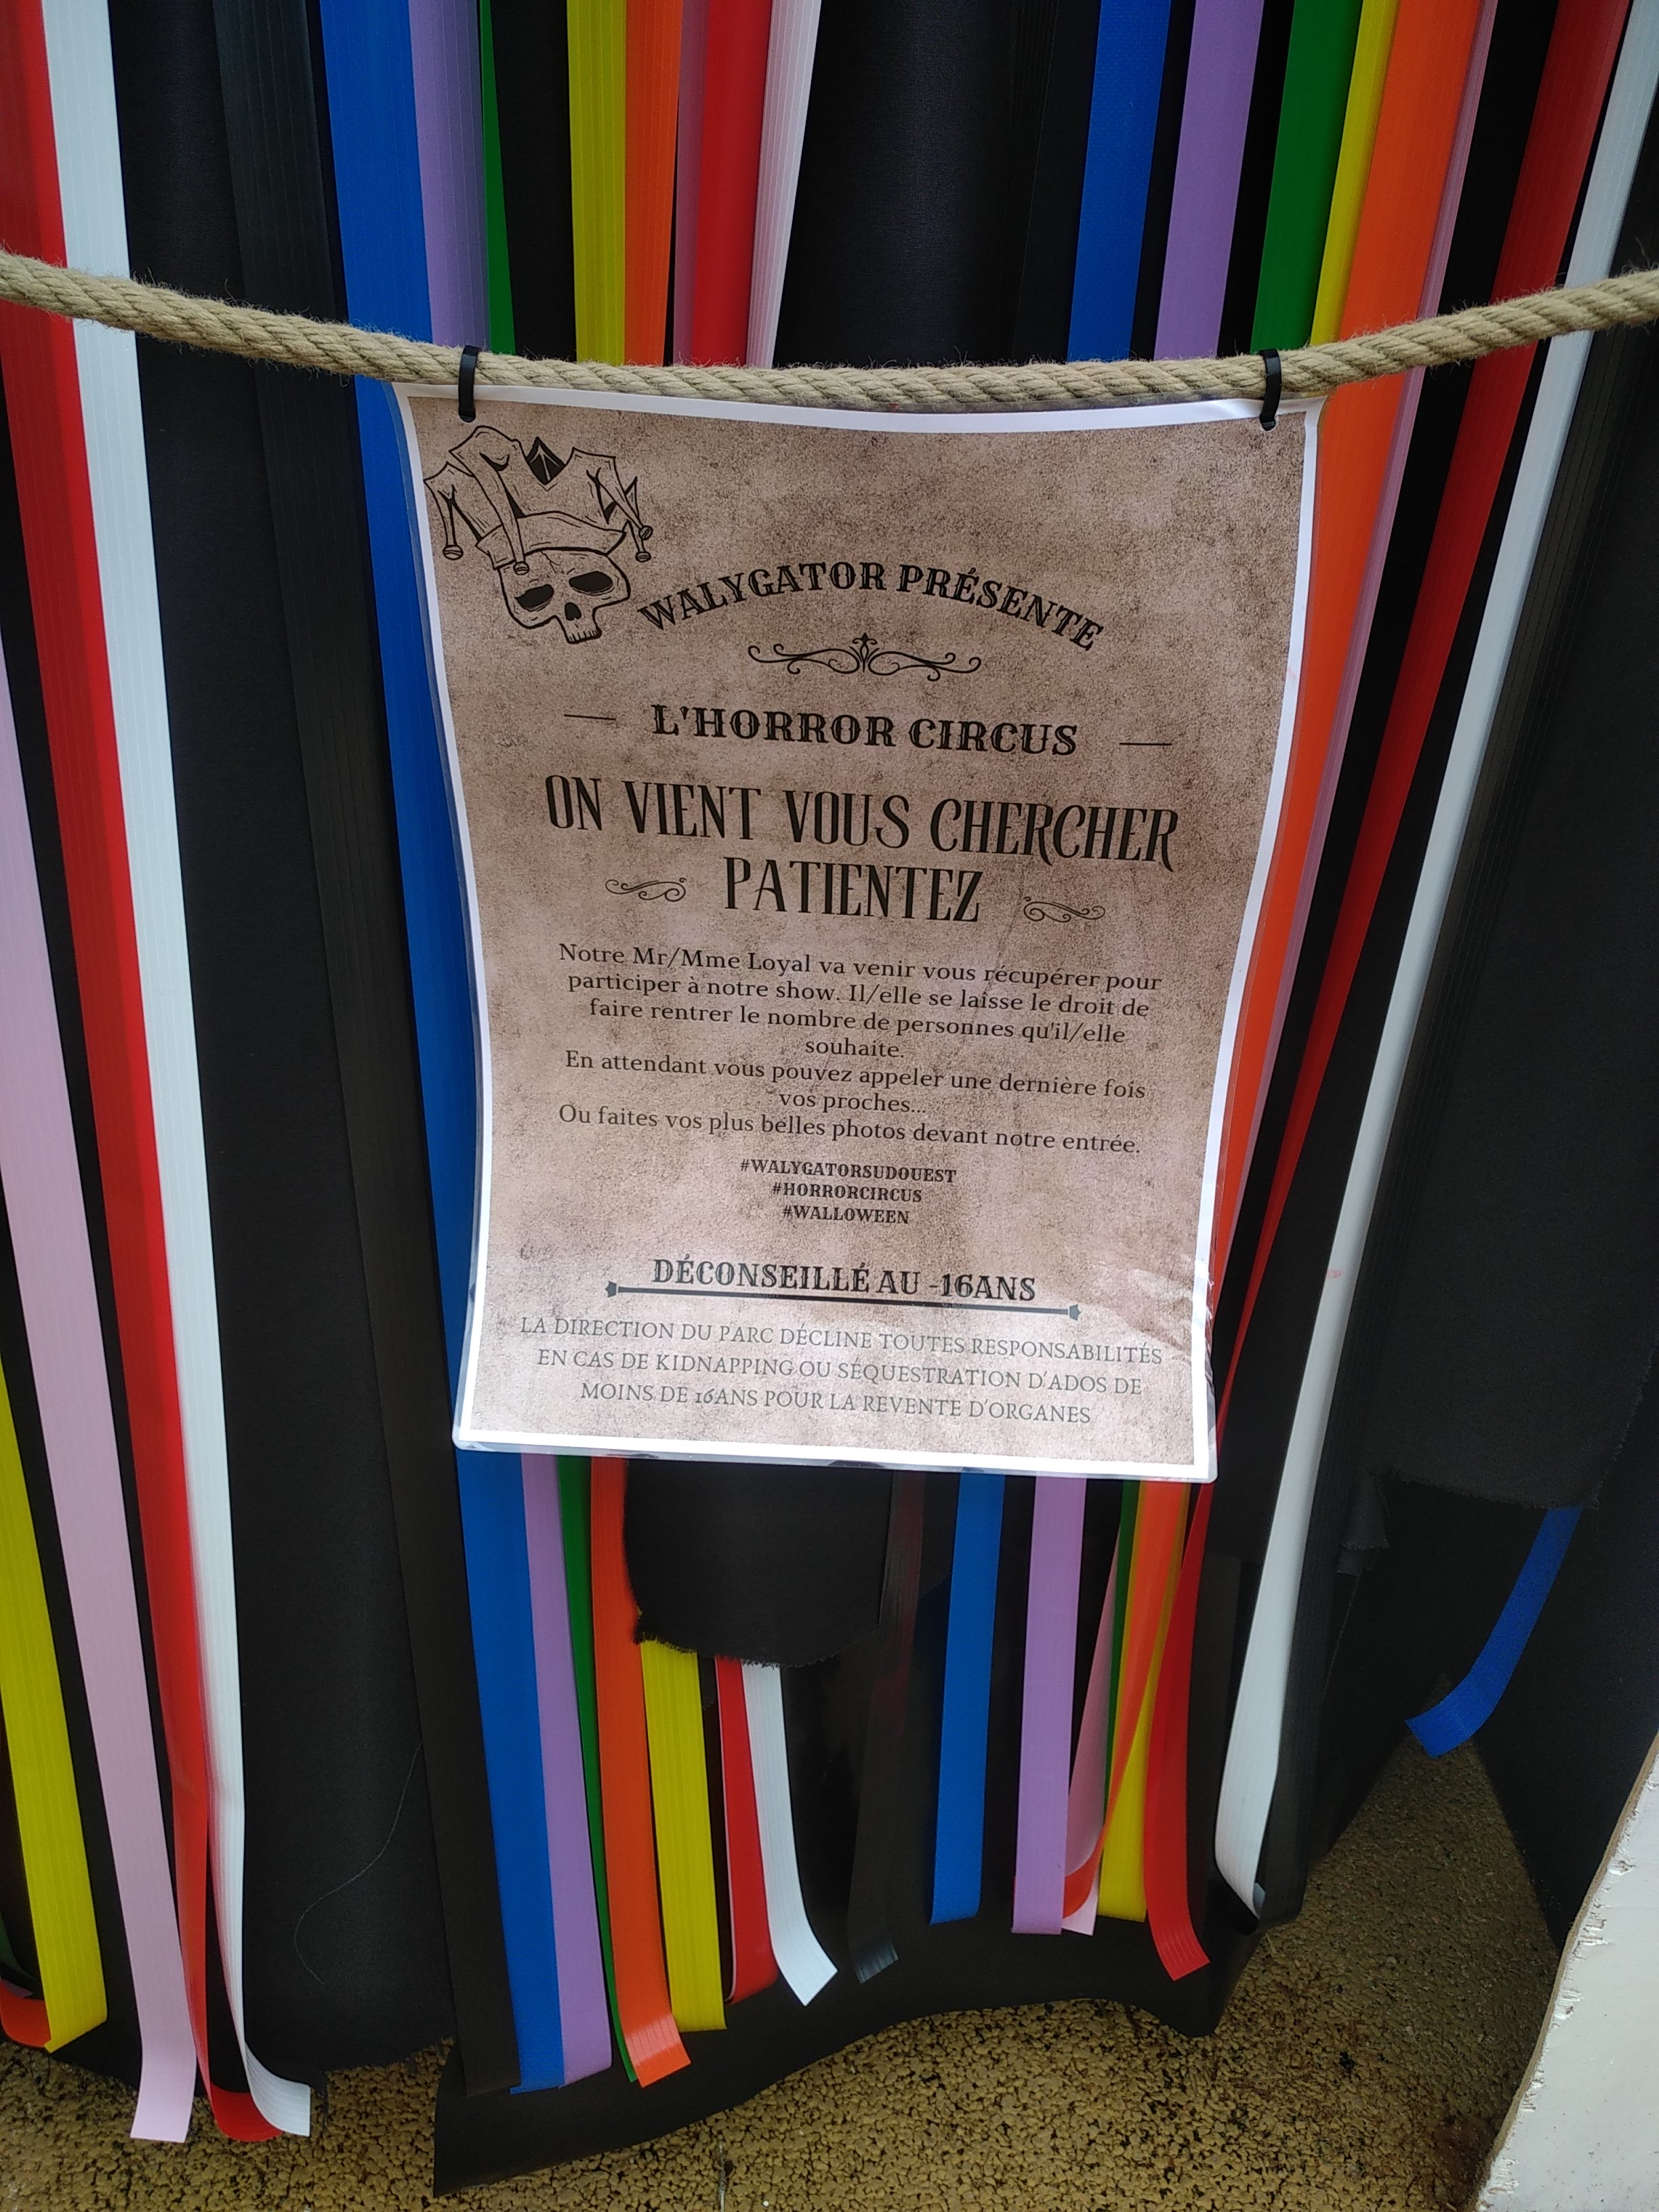 WALYGATOR PRÉSENTE
L'HORROR CIRCUS
ON VIENT VOUS CHERCHER
PATIENTEZ
Notre Mr/Mme Loyal va venir vous récupérer pour
participer à notre show. Il/elle se laisse le droit de
faire rentrer le nombre de personnes qu'il/elle
souhaite.
En attendant vous pouvez appeler une dernière fois
vos proches...
Ou faites vos plus belles photos devant notre entrée.
#WALYGATORSUDOUEST
#HORRORCIRCUS
#WALLOWEEN
DÉCONSEILLÉ AU -16ANS
LA DIRECTION DU PARC DÉCLINE TOUTES RESPONSABILITÉS
EN CAS DE KIDNAPPING OU SÉQUESTRATION D'ADOS DE
MOINS DE 16ANS POUR LA REVENTE D'ORGANES